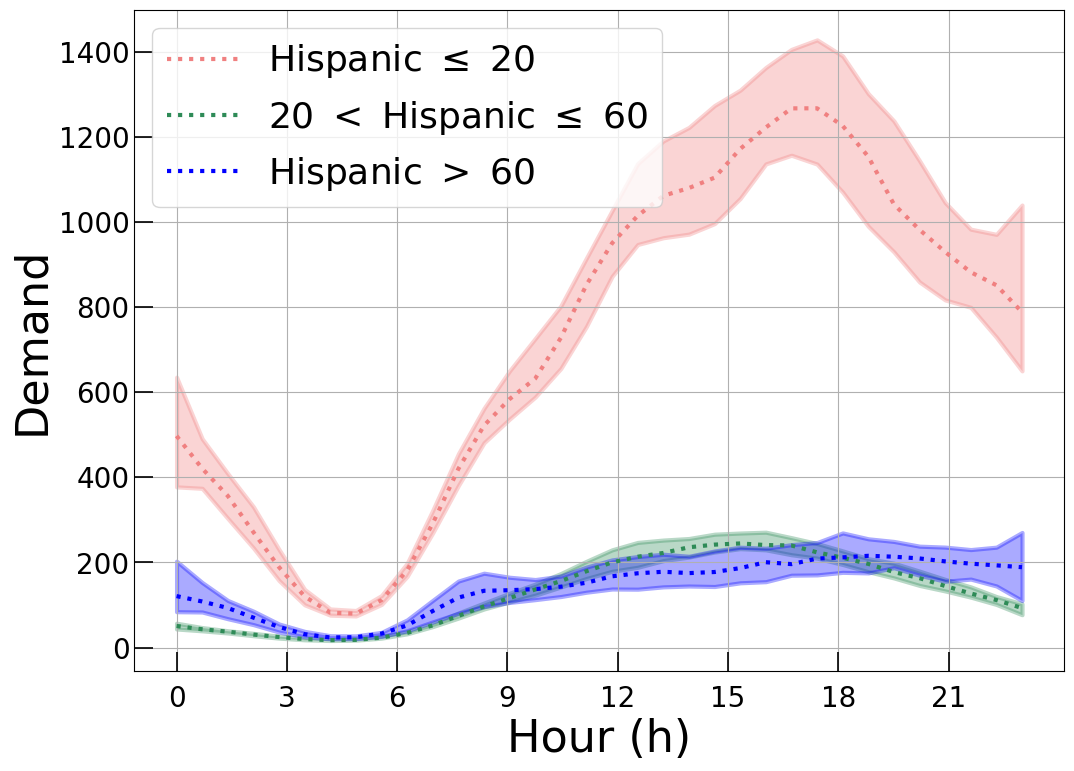 Hispanic ≤ 20
20 < Hispanic ≤ 60
Hispanic > 60
1400
1200
1000
800
600
400
200
0
Demand
0 3 6 9 12 15 18 21
Hour (h)